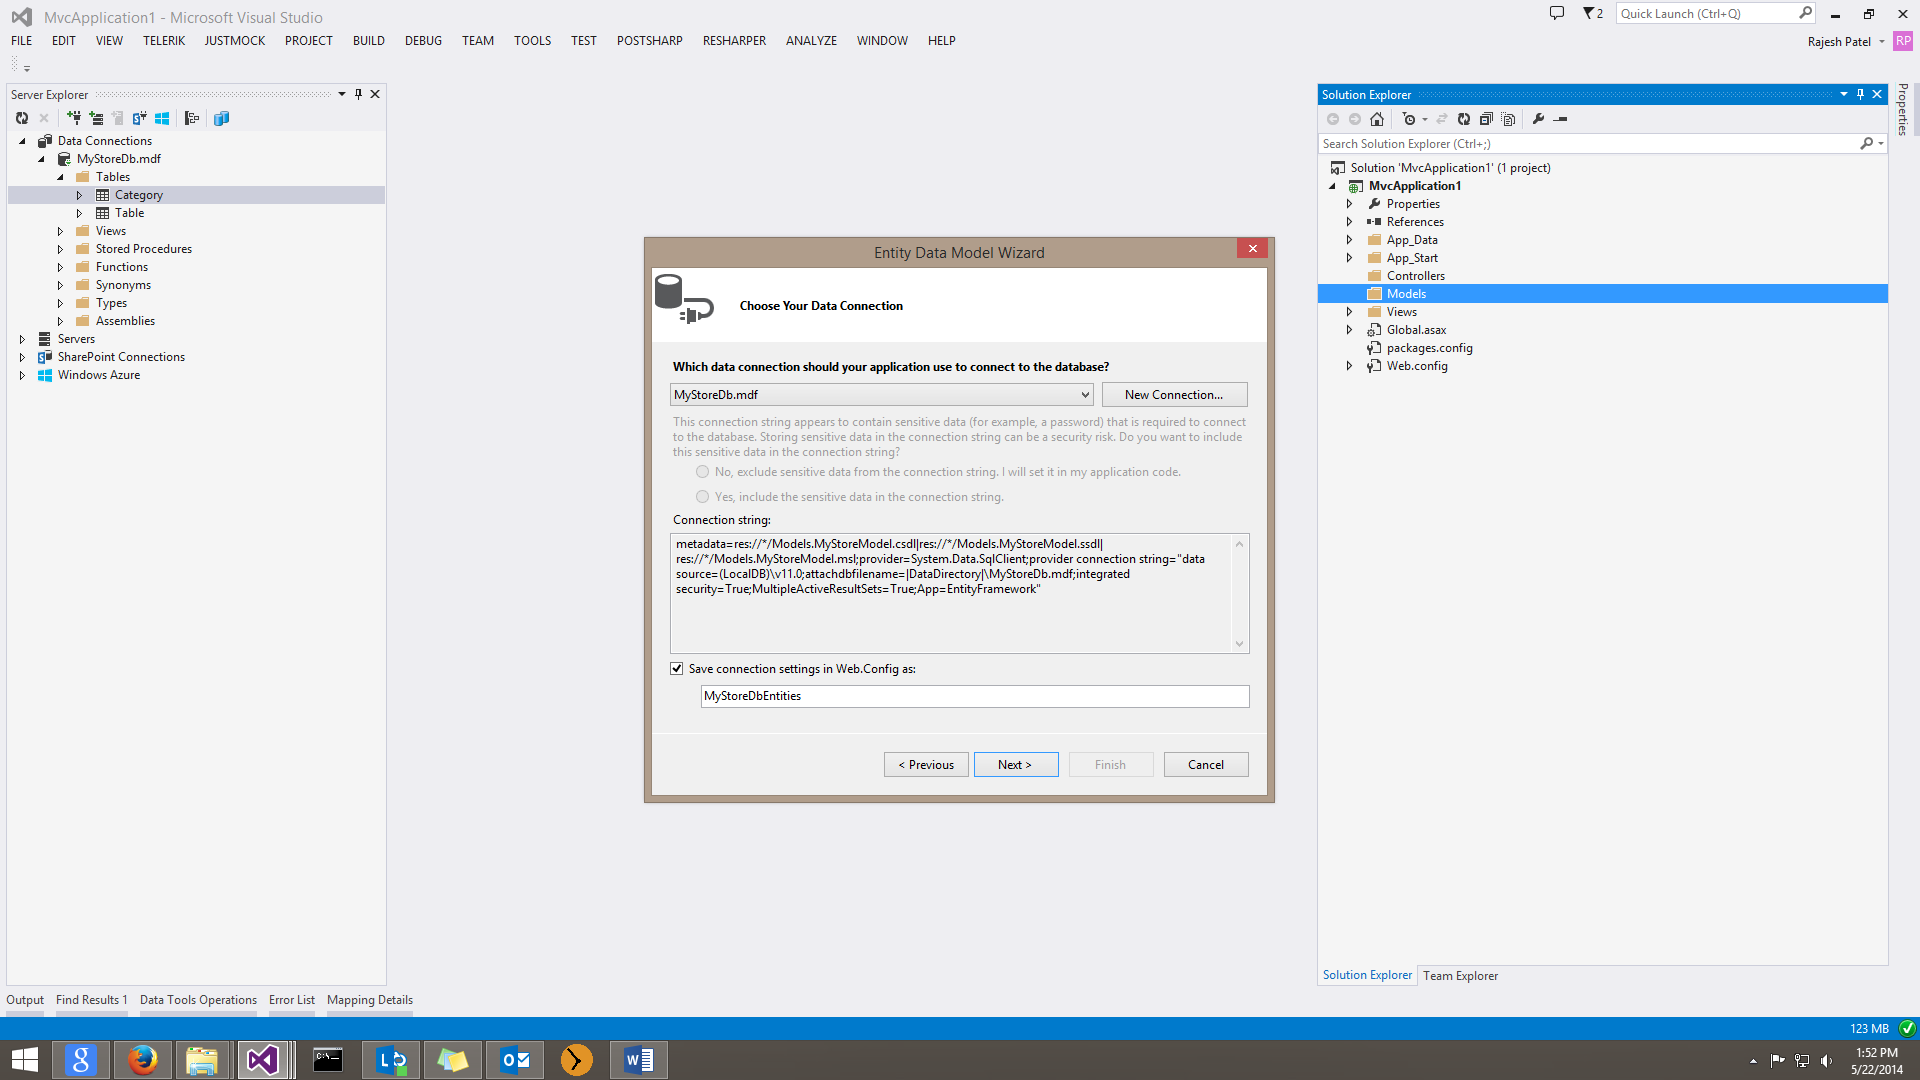 MvcApplication1 - Microsoft Visual Studio
2
Quick Launch (Ctrl+Q)
FILE EDIT VIEW TELERIK JUSTMOCK PROJECT BUILD DEBUG TEAM TOOLS TEST POSTSHARP RESHARPER ANALYZE WINDOW HELP
Rajesh Patel RP
Server Explorer
Data Connections
MyStoreDb.mdf
Tables
Category
Table
Views
Stored Procedures
Functions
Synonyms
Types
Assemblies
Servers
SharePoint Connections
Windows Azure
Entity Data Model Wizard
Choose Your Data Connection
Which data connection should your application use to connect to the database?
MyStoreDb.mdf
New Connection...
This connection string appears to contain sensitive data (for example, a password) that is required to connect
to the database. Storing sensitive data in the connection string can be a security risk. Do you want to include
this sensitive data in the connection string?
No, exclude sensitive data from the connection string. I will set it in my application code.
Yes, include the sensitive data in the connection string.
Connection string:
metadata=res://*/Models.MyStoreModel.csdl|res://*/Models.MyStoreModel.ssdl|
res://*/Models.MyStoreModel.msl;provider=System.Data.SqlClient;provider connection string="data
source=(LocalDB)\v11.0;attachdbfilename=|DataDirectory|\MyStoreDb.mdf;integrated
security=True;MultipleActiveResultSets=True;App=EntityFramework"
Save connection settings in Web.Config as:
MyStoreDbEntities
< Previous
Next >
Finish
Cancel
Solution Explorer
Search Solution Explorer (Ctrl+;)
Solution 'MvcApplication1' (1 project)
MvcApplication1
Properties
References
App_Data
App_Start
Controllers
Models
Views
Global.asax
packages.config
Web.config
Solution Explorer
Team Explorer
Properties
Output Find Results 1 Data Tools Operations Error List Mapping Details
123 MB
1:52 PM
5/22/2014